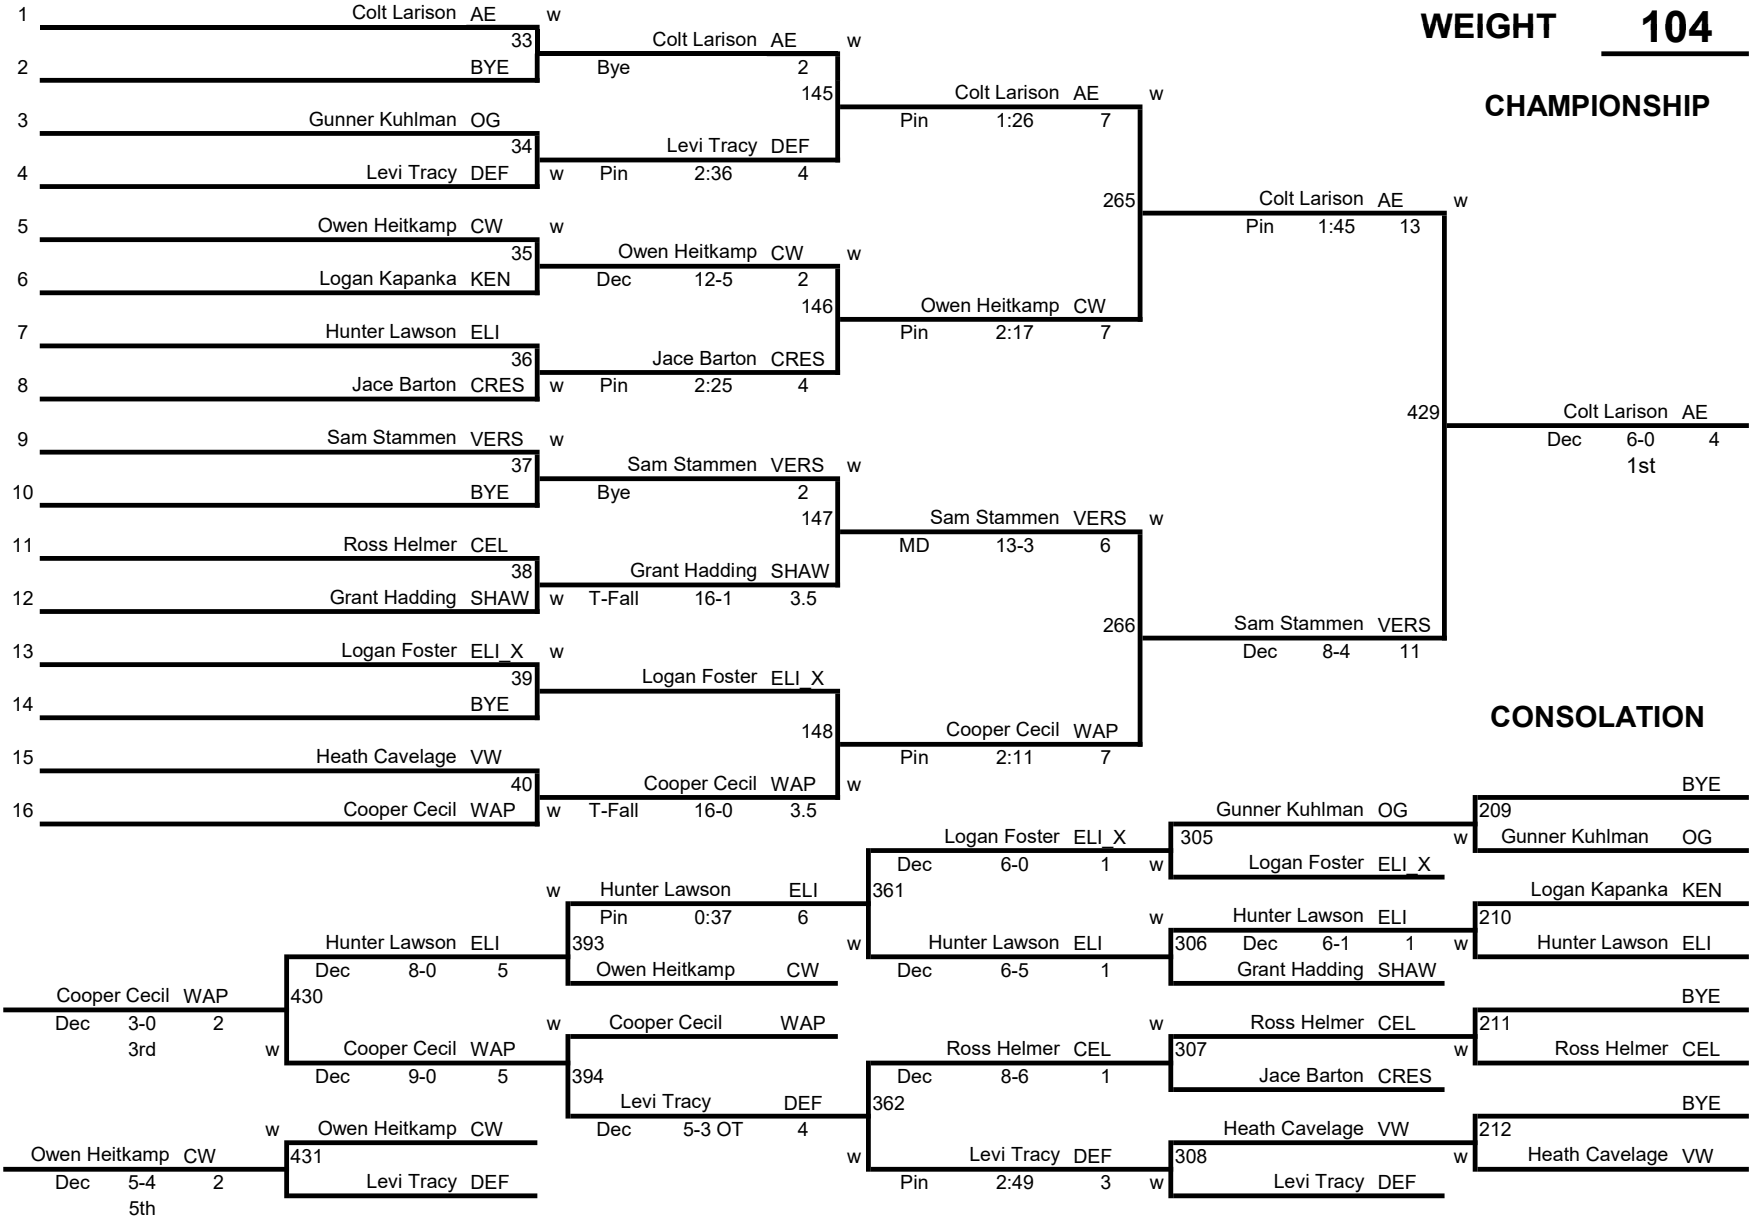 WEIGHT 104
CHAMPIONSHIP
1 Colt Larison AE w
33
2 BYE
Colt Larison AE w
Bye 2
145
3 Gunner Kuhlman OG
34
4 Levi Tracy DEF w
Levi Tracy DEF
Pin 2:36 4
Colt Larison AE w
Pin 1:26 7
265
5 Owen Heitkamp CW w
35
6 Logan Kapanka KEN
Owen Heitkamp CW w
Dec 12-5 2
146
7 Hunter Lawson ELI
36
8 Jace Barton CRES w
Jace Barton CRES
Pin 2:25 4
Owen Heitkamp CW
Pin 2:17 7
Colt Larison AE w
Pin 1:45 13
429
9 Sam Stammen VERS w
37
10 BYE
Sam Stammen VERS w
Bye 2
147
11 Ross Helmer CEL
38
12 Grant Hadding SHAW w
Grant Hadding SHAW
T-Fall 16-1 3.5
Sam Stammen VERS w
MD 13-3 6
266
13 Logan Foster ELI_X w
39
14 BYE
Logan Foster ELI_X
148
15 Heath Cavelage VW
40
16 Cooper Cecil WAP w
Cooper Cecil WAP w
T-Fall 16-0 3.5
Cooper Cecil WAP
Pin 2:11 7
Sam Stammen VERS
Dec 8-4 11
Colt Larison AE
Dec 6-0 4
1st
CONSOLATION
BYE
209
w Gunner Kuhlman OG
Gunner Kuhlman OG
305
w Logan Foster ELI_X
Logan Foster ELI_X
Dec 6-0 1
361
Logan Kapanka KEN
210
w Hunter Lawson ELI
w Hunter Lawson ELI
306 Dec 6-1 1
Grant Hadding SHAW
w Hunter Lawson ELI
Dec 6-5 1
w Hunter Lawson ELI
Pin 0:37 6
393
Owen Heitkamp CW
Hunter Lawson ELI
Dec 8-0 5
430
BYE
211
w Ross Helmer CEL
w Ross Helmer CEL
307
Jace Barton CRES
Ross Helmer CEL
Dec 8-6 1
362
BYE
212
w Heath Cavelage VW
Heath Cavelage VW
308
w Levi Tracy DEF
w Levi Tracy DEF
Pin 2:49 3
w Cooper Cecil WAP
394
Levi Tracy DEF
Dec 5-3 OT 4
w Cooper Cecil WAP
Dec 9-0 5
Cooper Cecil WAP
Dec 3-0 2
3rd
w Owen Heitkamp CW
431
Levi Tracy DEF
Owen Heitkamp CW
Dec 5-4 2
5th